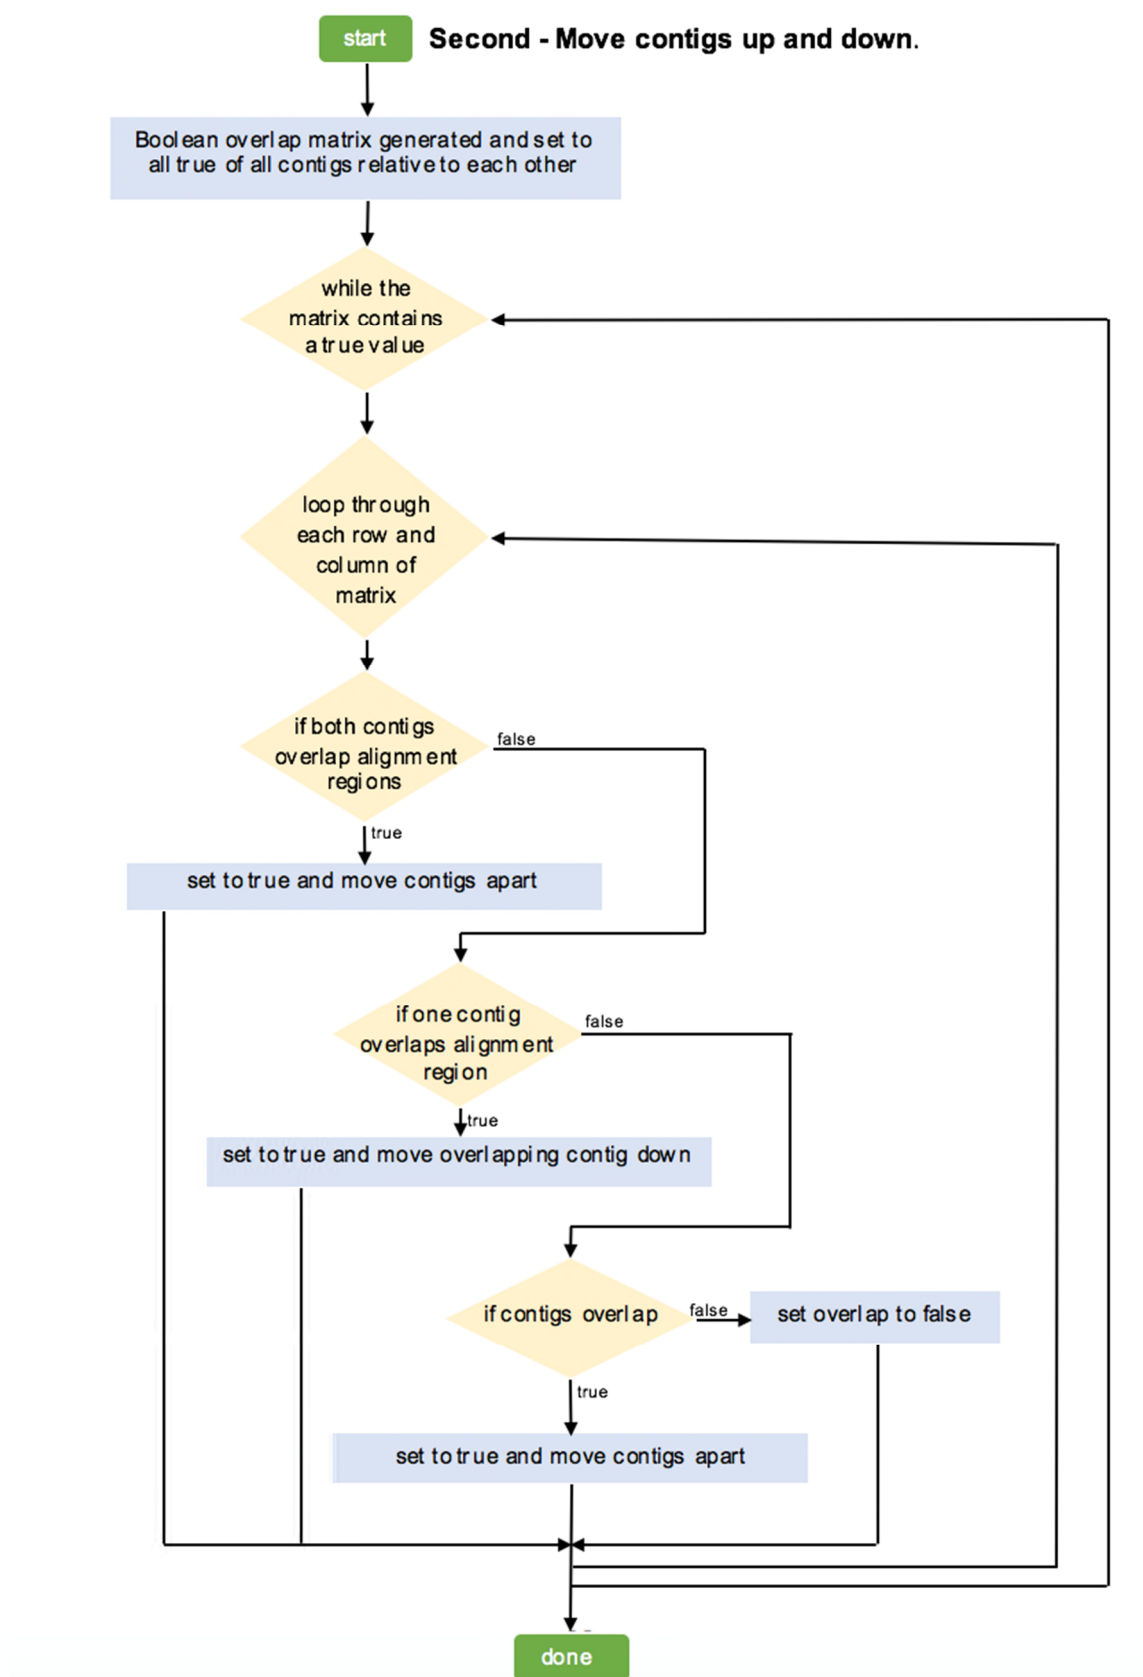 start
Second - Move contigs up and down.
Boolean overlap matrix generated and set to
all true of all contigs relative to each other
while the
matrix contains
a true value
loop through
each row and
column of
matrix
if both contigs
overlap alignment
regions
false
true
set to true and move contigs apart
if one contig
overlaps alignment
region
false
true
set to true and move overlapping contig down
if contigs overlap
false
set overlap to false
true
set to true and move contigs apart
done